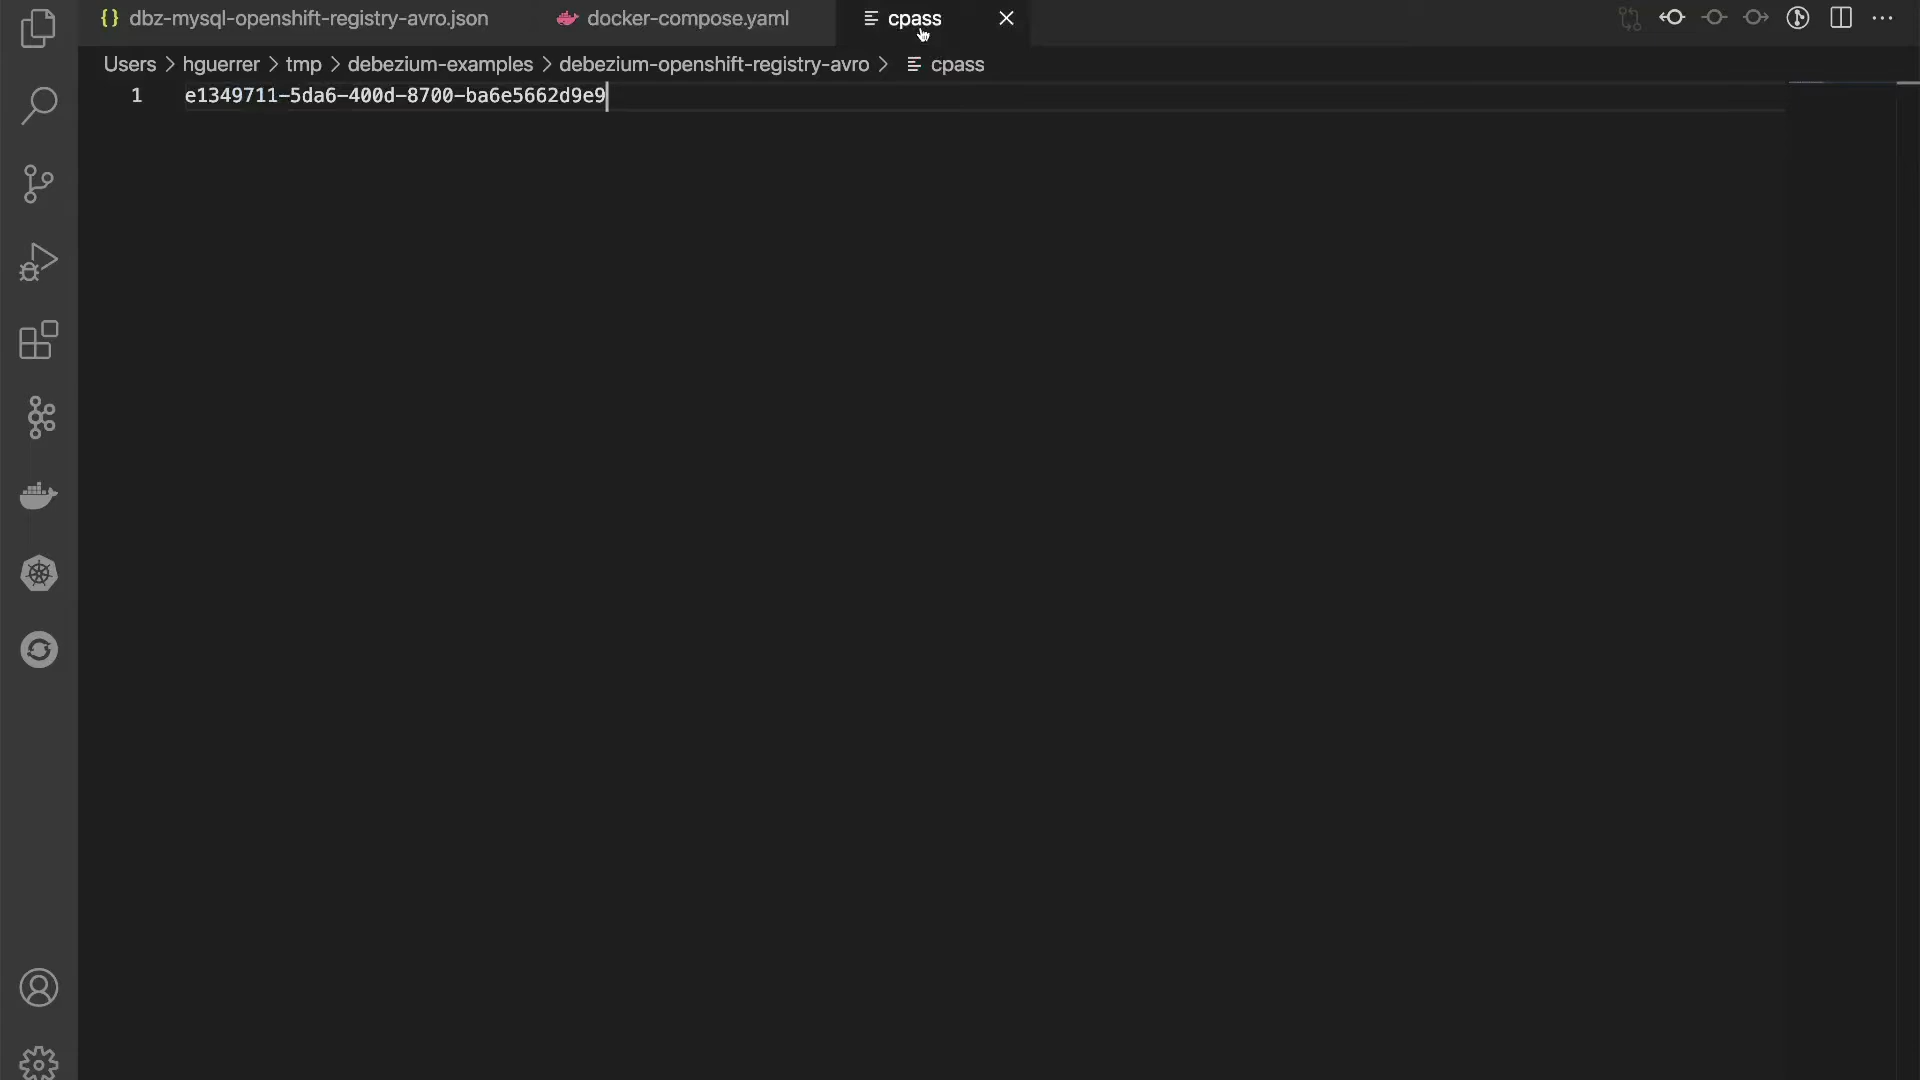 {} dbz-mysql-openshift-registry-avro.json docker-compose.yaml cpass
Users > hguerrer > tmp > debezium-examples > debezium-openshift-registry-avro > cpass
1 e1349711-5da6-400d-8700-ba6e5662d9e9